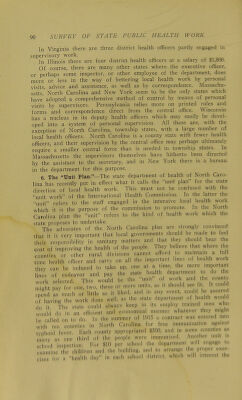 90 SURVEY OF STATE PUBLIC HEALTH WORK
In Virginia there are three district health officers partly engaged in
supervisory work.
In Illinois there are four district health officers at a salary of $1,800.
Of course, there are many other states where the executive officer,
or perhaps some inspector, or other employee of the department, does
more or less in the way of bettering local health work by personal
visits, advice and assistance, as well as by correspondence. Massachu-
setts, North Carolina and New York seem to be the only states which
have adopted a comprehensive method of control by means of personal
visits by supervisors. Pennsylvania relies more on printed rules and
forms and correspondence direct from the central office. Wisconsin
has a nucleus in its deputy health officers which may easily be devel-
oped into a system of personal supervision. All these are, with the
exception of North Carolina, township states, with a large number of
local health officers. North Carolina is a county state with fewer health
officers, and their supervision by the central office may perhaps ultimately
require a smaller central force than is needed in township states. In
Massachusetts the supervisors themselves have hitherto been directed
by the assistant to the secretary, and in New York there is a bureau
in the department for this purpose.
6. The "Unit Plan."—The state department of health of North Caro-
lina has recently put in effect what it calls the "unit plan" for the state
direction of local health work. This must not be confused with the
"unit work" of the International Health Commission. In the latter the
"unit" refers to the staff engaged in the intensive local health work
which it is the purpose of the commission to promote. In the North
Carolina plan the "unit" refers to the kind of health work which the
state proposes to undertake.
The advocates of the North Carolina plan are strongly convinced
that it is very important that local governments should be made to feel
their responsibility in sanitary matters and that they should bear the
cost of improving the health of the people. They believe that where the
counties or other rural divisions cannot afford to maintain a full
time health officer and carry on all the important lines of health work
they can be induced to take up, one at a time, the most important
lines of endeavor and pay the state health department to do the
work selected. This would be a "unit" of work and the county
might pay for one, two, three or more units, as it should see fit. It could
spend as much or little as it liked, and in any event, could be assured
of having the work done well, as the state department of health would
do it. The state could always keep in its employ trained men who
would do in an efficient and economical manner whatever they might
be called on to do. In the summer of 1915 a contract was entered into
with ten counties in North Carolina for free immunization against
typhoid fever. Each county appropriated $500, and in some counties as
many as one third of the people were immunized. Another unit is
school inspection. For $10 per school the department will engage to
examine the children and the building, and to arrange the proper exer-
cises for a "health day" in each school district, which will interest the